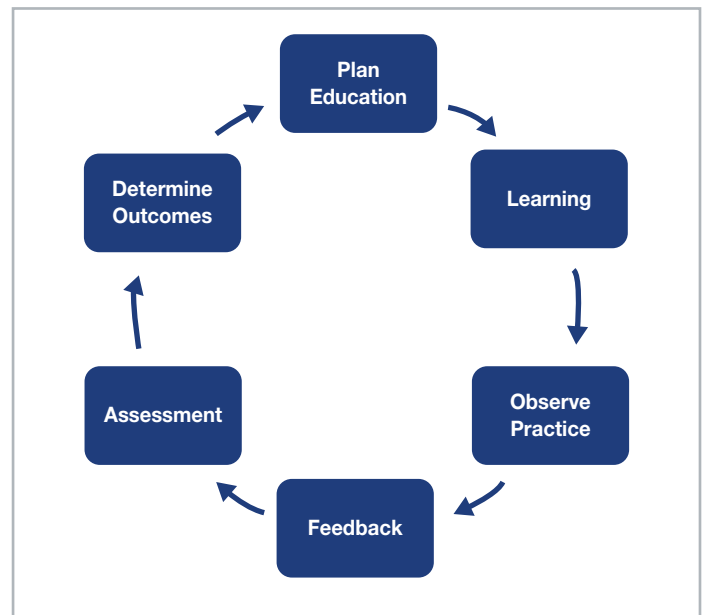 Plan
Education
Learning
Observe
Practice
Feedback
Assessment
Determine
Outcomes